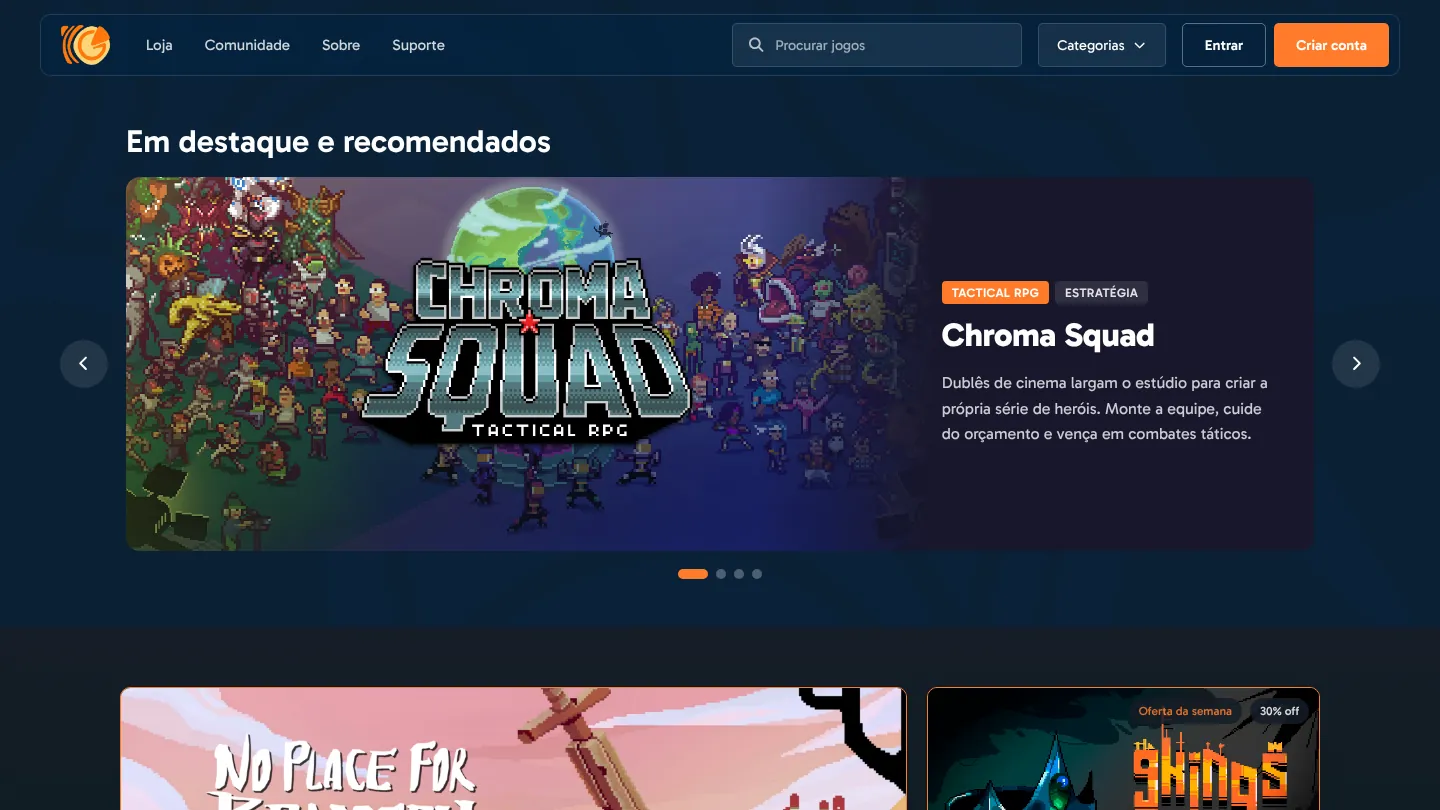 Loja
Comunidade
Sobre
Suporte
Procurar jogos
Categorias
Entrar
Criar conta
Em destaque e recomendados
CHROMA
SQUAD
TACTICAL RPG
TACTICAL RPG
ESTRATÉGIA
Chroma Squad
Dublês de cinema largam o estúdio para criar a
própria série de heróis. Monte a equipe, cuide
do orçamento e vença em combates táticos.
NO PLACE FOR
Oferta da semana
30% off